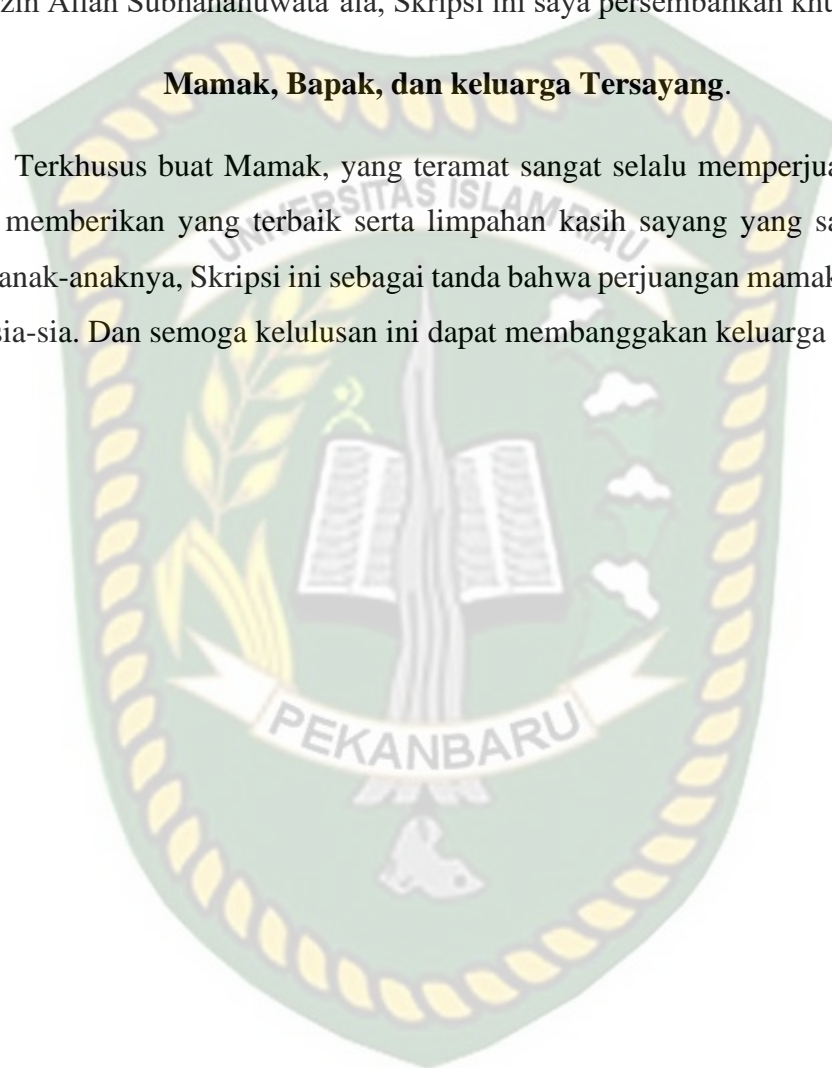 zin Allah Subhanahuwata'ala, Skripsi ini saya persembahkan khu
Mamak, Bapak, dan keluarga Tersayang.
Terkhusus buat Mamak, yang teramat sangat selalu memperjua
memberikan yang terbaik serta limpahan kasih sayang yang sa
anak-anaknya, Skripsi ini sebagai tanda bahwa perjuangan mamak
sia-sia. Dan semoga kelulusan ini dapat membanggakan keluarga
UNIVERSITAS ISLAM RIAU
PEKANBARU